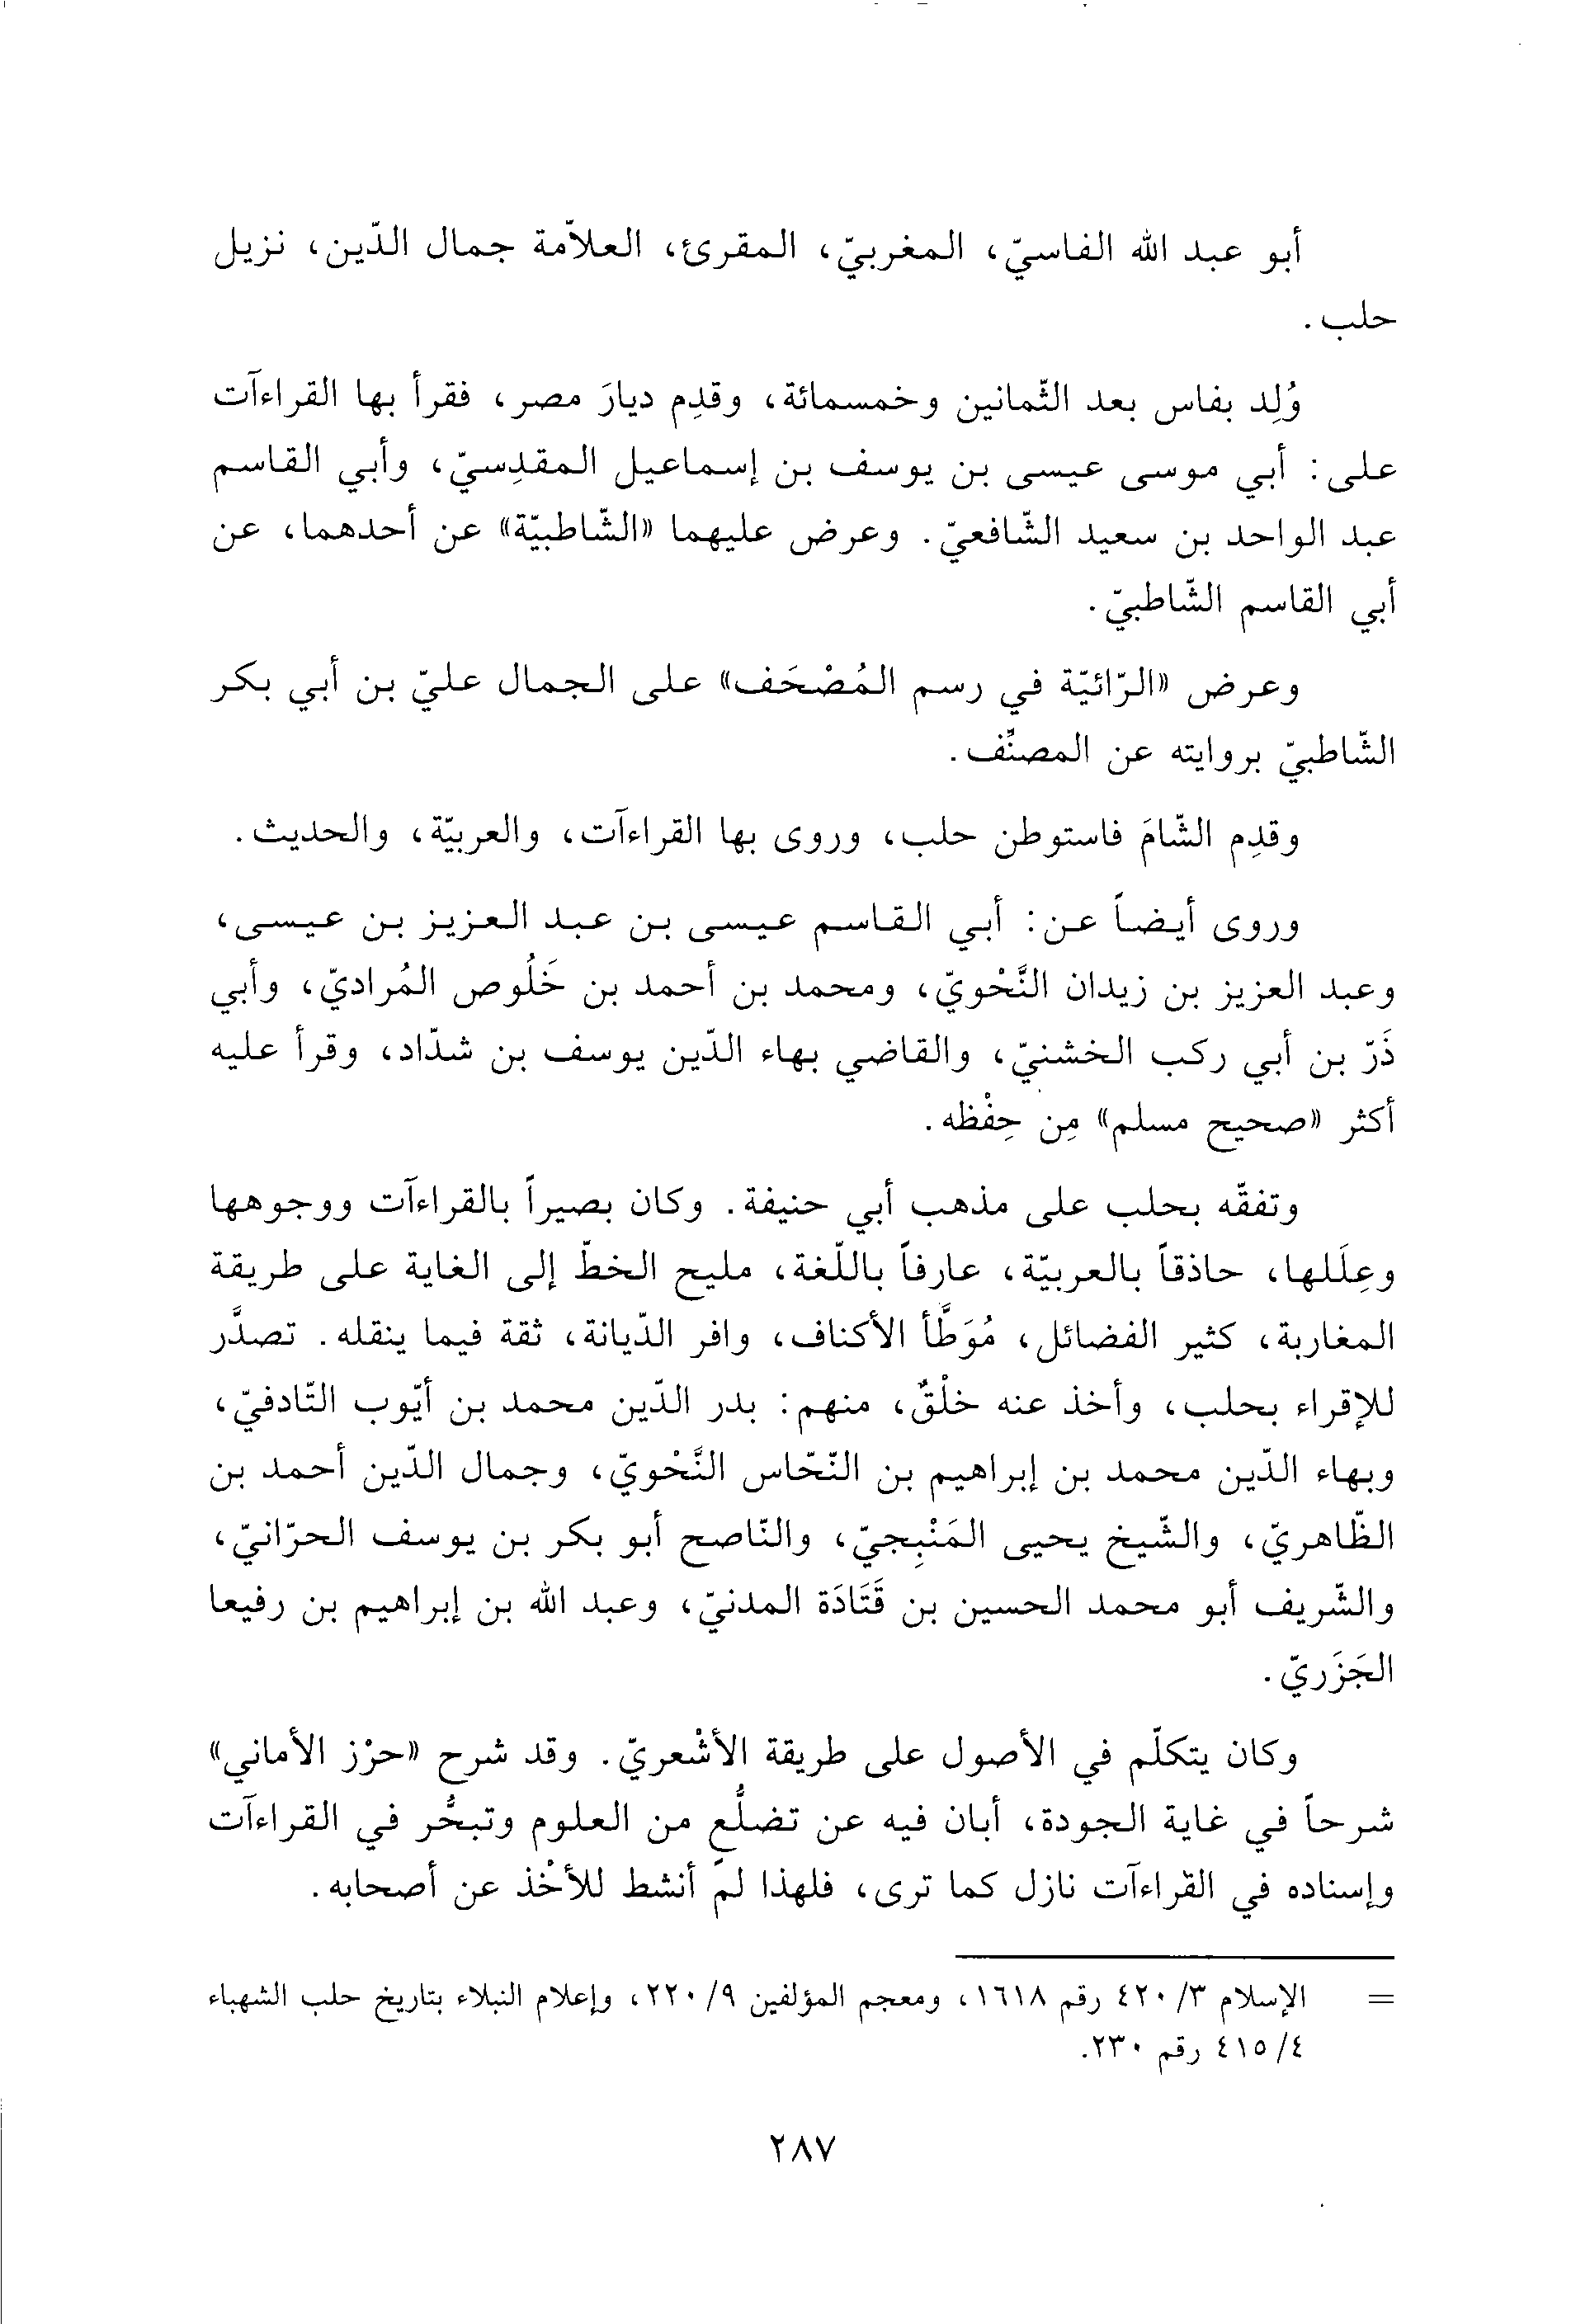 أبو عبد الله الفاسيّ، المغربيّ، المقرئ، العلاّمة جمال الدّين، نزيل
حلب.
وُلِد بفاس بعد الثّمانين وخمسمائة، وقدِم ديارَ مصر، فقرأ بها القراءآت
على: أبي موسى عيسى بن يوسف بن إسماعيل المقدِسيّ، وأبي القاسم
عبد الواحد بن سعيد الشّافعيّ. وعرض عليهما «الشّاطبيّة» عن أحدهما، عن
أبي القاسم الشّاطبيّ.
وعرض «الرّائيّة في رسم المُصْحَف» على الجمال عليّ بن أبي بكر
الشّاطبيّ بروايته عن المصنِّف.
وقدِم الشّامَ فاستوطن حلب، وروى بها القراءآت، والعربيّة، والحديث.
وروى أيضاً عن: أبي القاسم عيسى بن عبد العزيز بن عيسى،
وعبد العزيز بن زيدان النَّحْويّ، ومحمد بن أحمد بن خَلُوص المُراديّ، وأبي
ذَرّ بن أبي ركب الخشنيّ، والقاضي بهاء الدّين يوسف بن شدّاد، وقرأ عليه
أكثر «صحيح مسلم» مِن حِفْظه.
وتفقّه بحلب على مذهب أبي حنيفة. وكان بصيراً بالقراءآت ووجوهها
وعِلَلها، حاذقاً بالعربيّة، عارفاً باللّغة، مليح الخطّ إلى الغاية على طريقة
المغاربة، كثير الفضائل، مُوَطَّأ الأكناف، وافر الدّيانة، ثقة فيما ينقله. تصدَّر
للإقراء بحلب، وأخذ عنه خلْقٌ، منهم: بدر الدّين محمد بن أيّوب التّادفيّ،
وبهاء الدّين محمد بن إبراهيم بن النّحّاس النَّحْويّ، وجمال الدّين أحمد بن
الظّاهريّ، والشّيخ يحيى المَنْبِجيّ، والنّاصح أبو بكر بن يوسف الحرّانيّ،
والشّريف أبو محمد الحسين بن قَتَادَة المدنيّ، وعبد الله بن إبراهيم بن رفيعا
الجَزَريّ.
وكان يتكلّم في الأصول على طريقة الأشْعريّ. وقد شرح «حرْز الأماني»
شرحاً في غاية الجودة، أبان فيه عن تضلُّعٍ من العلوم وتبحُّر في القراءآت
وإسناده في القراءآت نازل كما ترى، فلهذا لم أنشط للأخْذ عن أصحابه.
= الإسلام ٣/ ٤٢٠ رقم ١٦١٨، ومعجم المؤلفين ٩/ ٢٢٠، وإعلام النبلاء بتاريخ حلب الشهباء
٤/ ٤١٥ رقم ٢٣٠.
٢٨٧